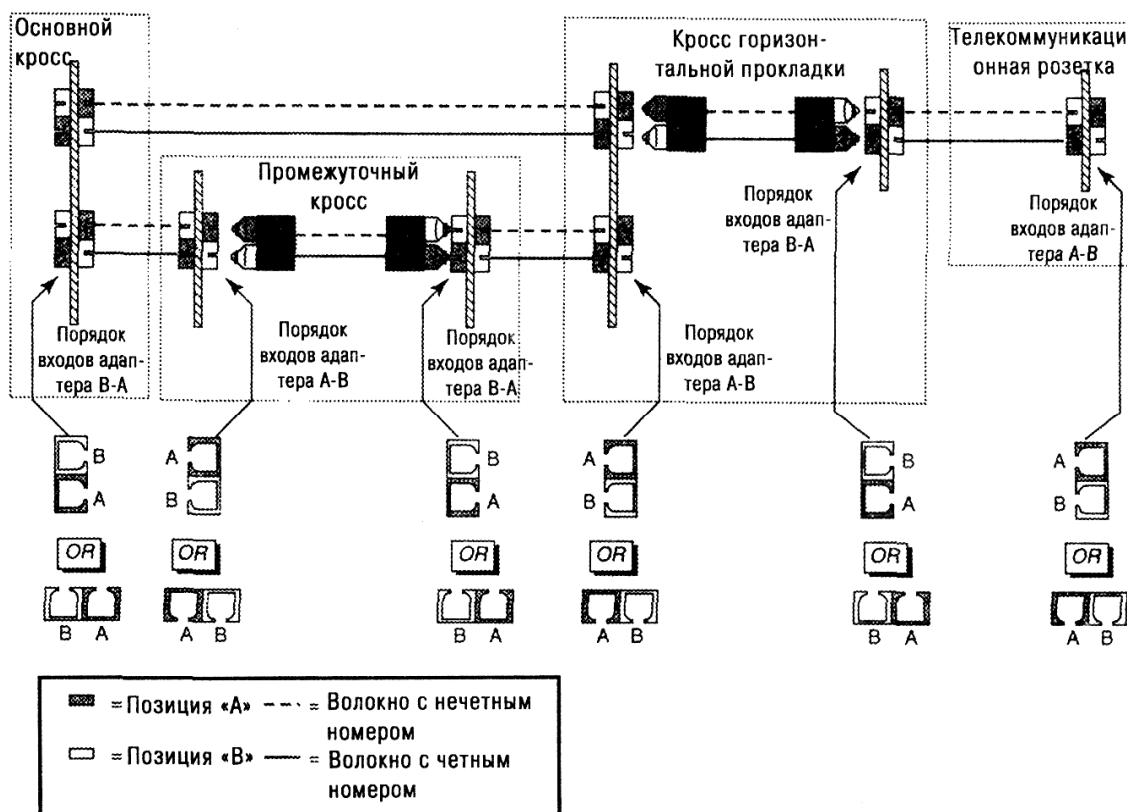 Основной
кросс
Кросс горизон-
тальной прокладки
Телекоммуникаци
онная розетка
Промежуточный
кросс
Порядок
входов адап-
тера В-А
Порядок
входов адап-
тера А-В
Порядок
входов адап-
тера В-А
Порядок
входов адап-
тера А-В
Порядок
входов адап-
тера В-А
Порядок
входов адап-
тера А-В
B
A
A
B
B
A
A
B
B
A
A
B
OR
OR
OR
OR
OR
OR
B A
A B
B A
A B
B A
A B
= Позиция «А» = Волокно с нечетным
номером
= Позиция «В» = Волокно с четным
номером